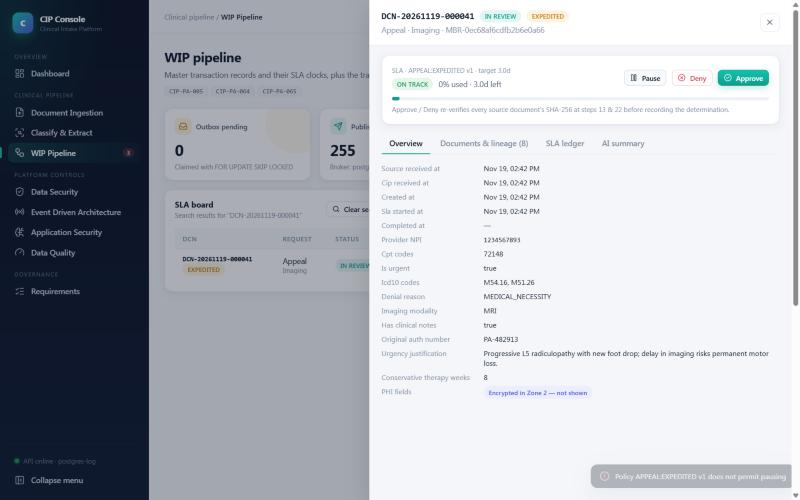 CIP Console
Clinical Intake Platform
OVERVIEW
Dashboard
CLINICAL PIPELINE
Document Ingestion
Classify & Extract
WIP Pipeline
3
PLATFORM CONTROLS
Data Security
Event Driven Architecture
Application Security
Data Quality
GOVERNANCE
Requirements
API online · postgres-log
Collapse menu
Clinical pipeline / WIP Pipeline
WIP pipeline
Master transaction records and their SLA clocks, plus the tra
CIP-PA-005
CIP-PA-064
CIP-PA-065
Outbox pending
0
Claimed with FOR UPDATE SKIP LOCKED
Publis
255
Broker: postg
SLA board
Search results for "DCN-20261119-000041"
Clear se
DCN
REQUEST
STATUS
DCN-20261119-000041
EXPEDITED
Appeal
Imaging
IN REVIEW
DCN-20261119-000041
IN REVIEW
EXPEDITED
Appeal · Imaging · MBR-0ec68af6cdfb2b6e0a66
SLA · APPEAL:EXPEDITED v1 · target 3.0d
ON TRACK
0% used · 3.0d left
Pause
Deny
Approve
Approve / Deny re-verifies every source document's SHA-256 at steps 13 & 22 before recording the determination.
Overview
Documents & lineage (8)
SLA ledger
AI summary
Source received at Nov 19, 02:42 PM
Cip received at Nov 19, 02:42 PM
Created at Nov 19, 02:42 PM
Sla started at Nov 19, 02:42 PM
Completed at —
Provider NPI 1234567893
Cpt codes 72148
Is urgent true
Icd10 codes M54.16, M51.26
Denial reason MEDICAL_NECESSITY
Imaging modality MRI
Has clinical notes true
Original auth number PA-482913
Urgency justification Progressive L5 radiculopathy with new foot drop; delay in imaging risks permanent motor
loss.
Conservative therapy weeks 8
PHI fields Encrypted in Zone 2 — not shown
Policy APPEAL:EXPEDITED v1 does not permit pausing